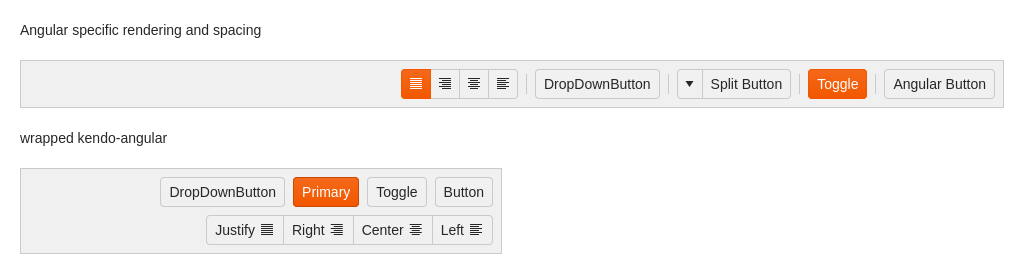 Angular specific rendering and spacing
DropDownButton Split Button Toggle Angular Button
wrapped kendo-angular
DropDownButton Primary Toggle Button
Justify Right Center Left